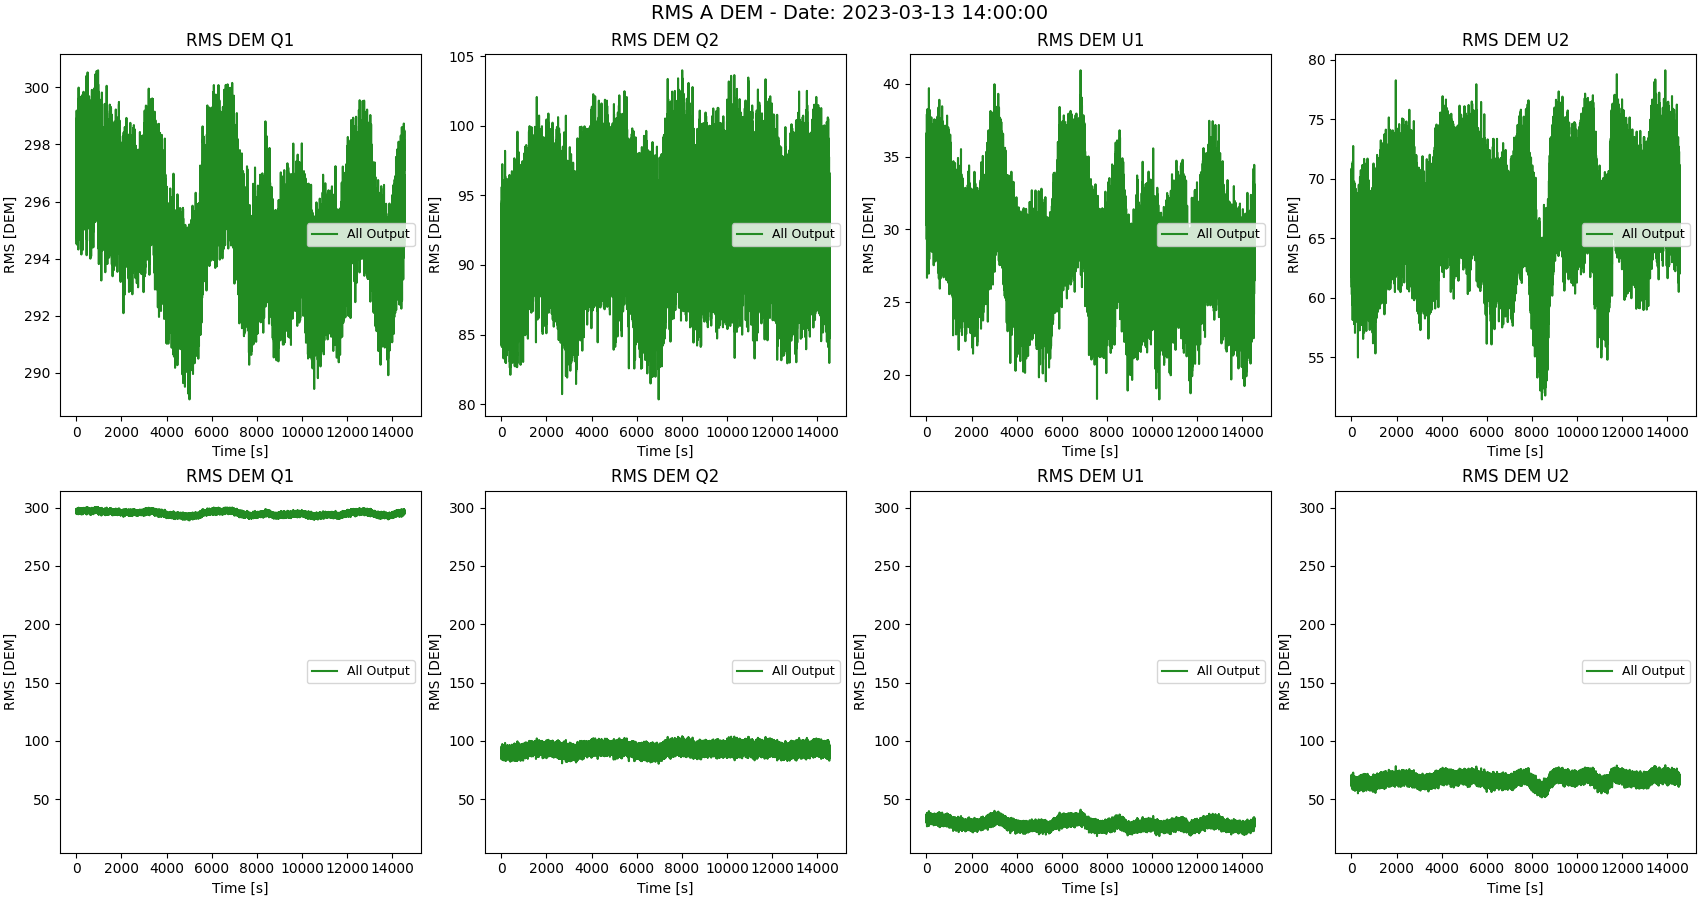 RMS A DEM - Date: 2023-03-13 14:00:00
RMS DEM Q1
RMS [DEM]
300
298
296
294
292
290
0 2000 4000 6000 8000 10000 12000 14000
Time [s]
All Output
RMS DEM Q2
RMS [DEM]
105
100
95
90
85
80
0 2000 4000 6000 8000 10000 12000 14000
Time [s]
All Output
RMS DEM U1
RMS [DEM]
40
35
30
25
20
0 2000 4000 6000 8000 10000 12000 14000
Time [s]
All Output
RMS DEM U2
RMS [DEM]
80
75
70
65
60
55
0 2000 4000 6000 8000 10000 12000 14000
Time [s]
All Output
RMS DEM Q1
RMS [DEM]
300
250
200
150
100
50
0 2000 4000 6000 8000 10000 12000 14000
Time [s]
All Output
RMS DEM Q2
RMS [DEM]
300
250
200
150
100
50
0 2000 4000 6000 8000 10000 12000 14000
Time [s]
All Output
RMS DEM U1
RMS [DEM]
300
250
200
150
100
50
0 2000 4000 6000 8000 10000 12000 14000
Time [s]
All Output
RMS DEM U2
RMS [DEM]
300
250
200
150
100
50
0 2000 4000 6000 8000 10000 12000 14000
Time [s]
All Output